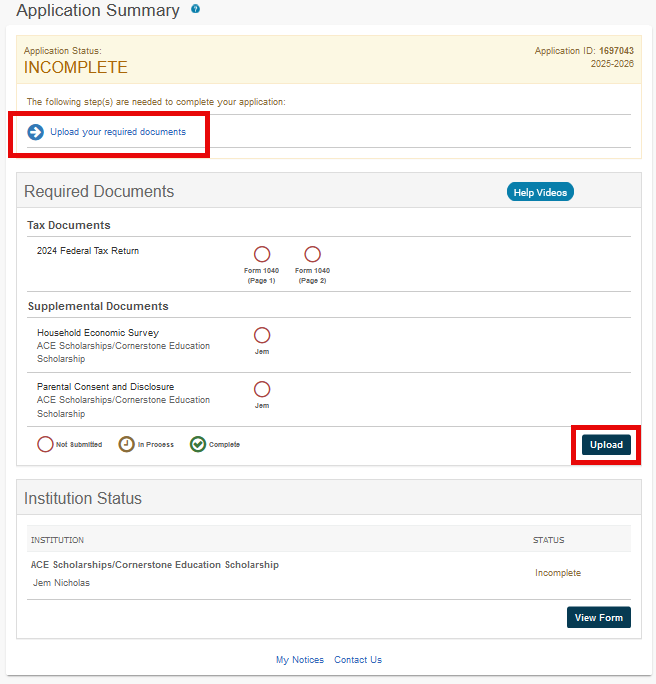 Application Summary ?
Application Status:
INCOMPLETE
Application ID: 1697043
2025-2026
The following step(s) are needed to complete your application:
Upload your required documents
Required Documents
Help Videos
Tax Documents
2024 Federal Tax Return
Form 1040
(Page 1)
Form 1040
(Page 2)
Supplemental Documents
Household Economic Survey
ACE Scholarships/Cornerstone Education
Scholarship
Jem
Parental Consent and Disclosure
ACE Scholarships/Cornerstone Education
Scholarship
Jem
Not Submitted
In Process
Complete
Upload
Institution Status
INSTITUTION
STATUS
ACE Scholarships/Cornerstone Education Scholarship
Jem Nicholas
Incomplete
View Form
My Notices
Contact Us